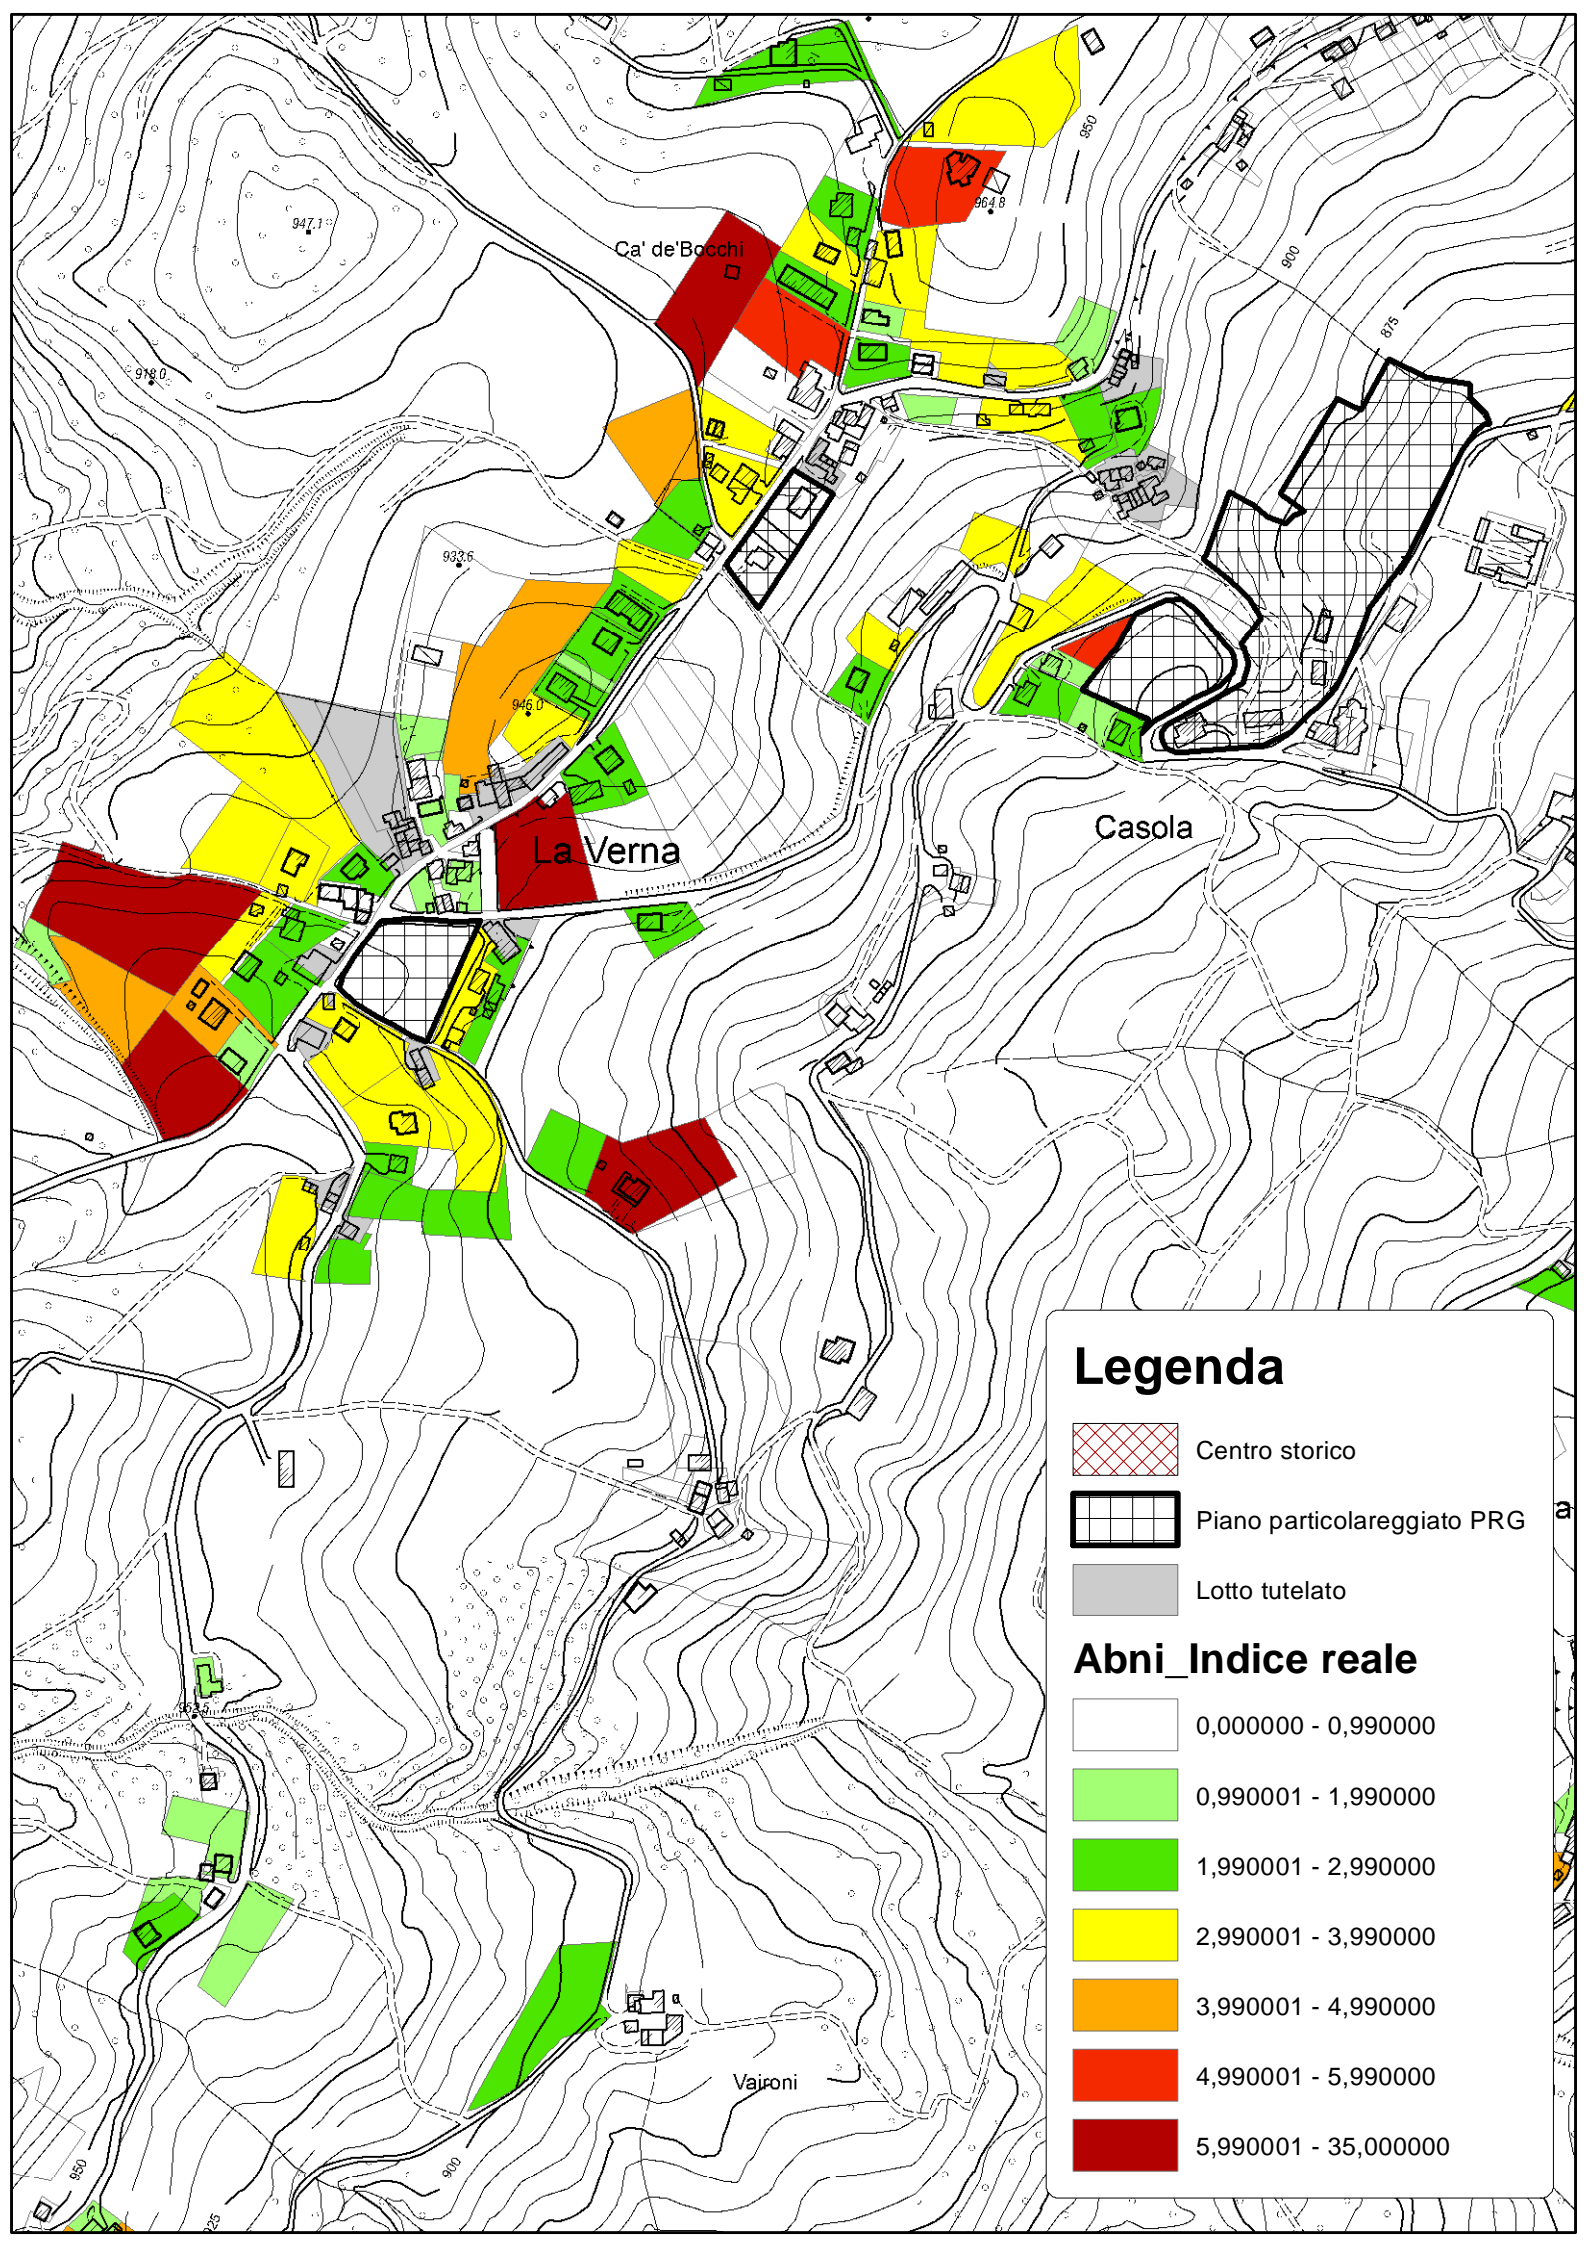 950
964.8
947.1
Ca' de'Bocchi
900
875
918.0
933.6
946.0
La Verna
Casola
Legenda
Centro storico
Piano particolareggiato PRG
a
Lotto tutelato
Abni_Indice reale
0,000000 - 0,990000
0,990001 - 1,990000
1,990001 - 2,990000
2,990001 - 3,990000
3,990001 - 4,990000
4,990001 - 5,990000
5,990001 - 35,000000
952.5
Vaironi
950
900